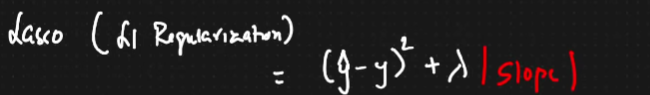 Lasso (L1 Regularization)
= (ŷ-y)² + λ |slope|